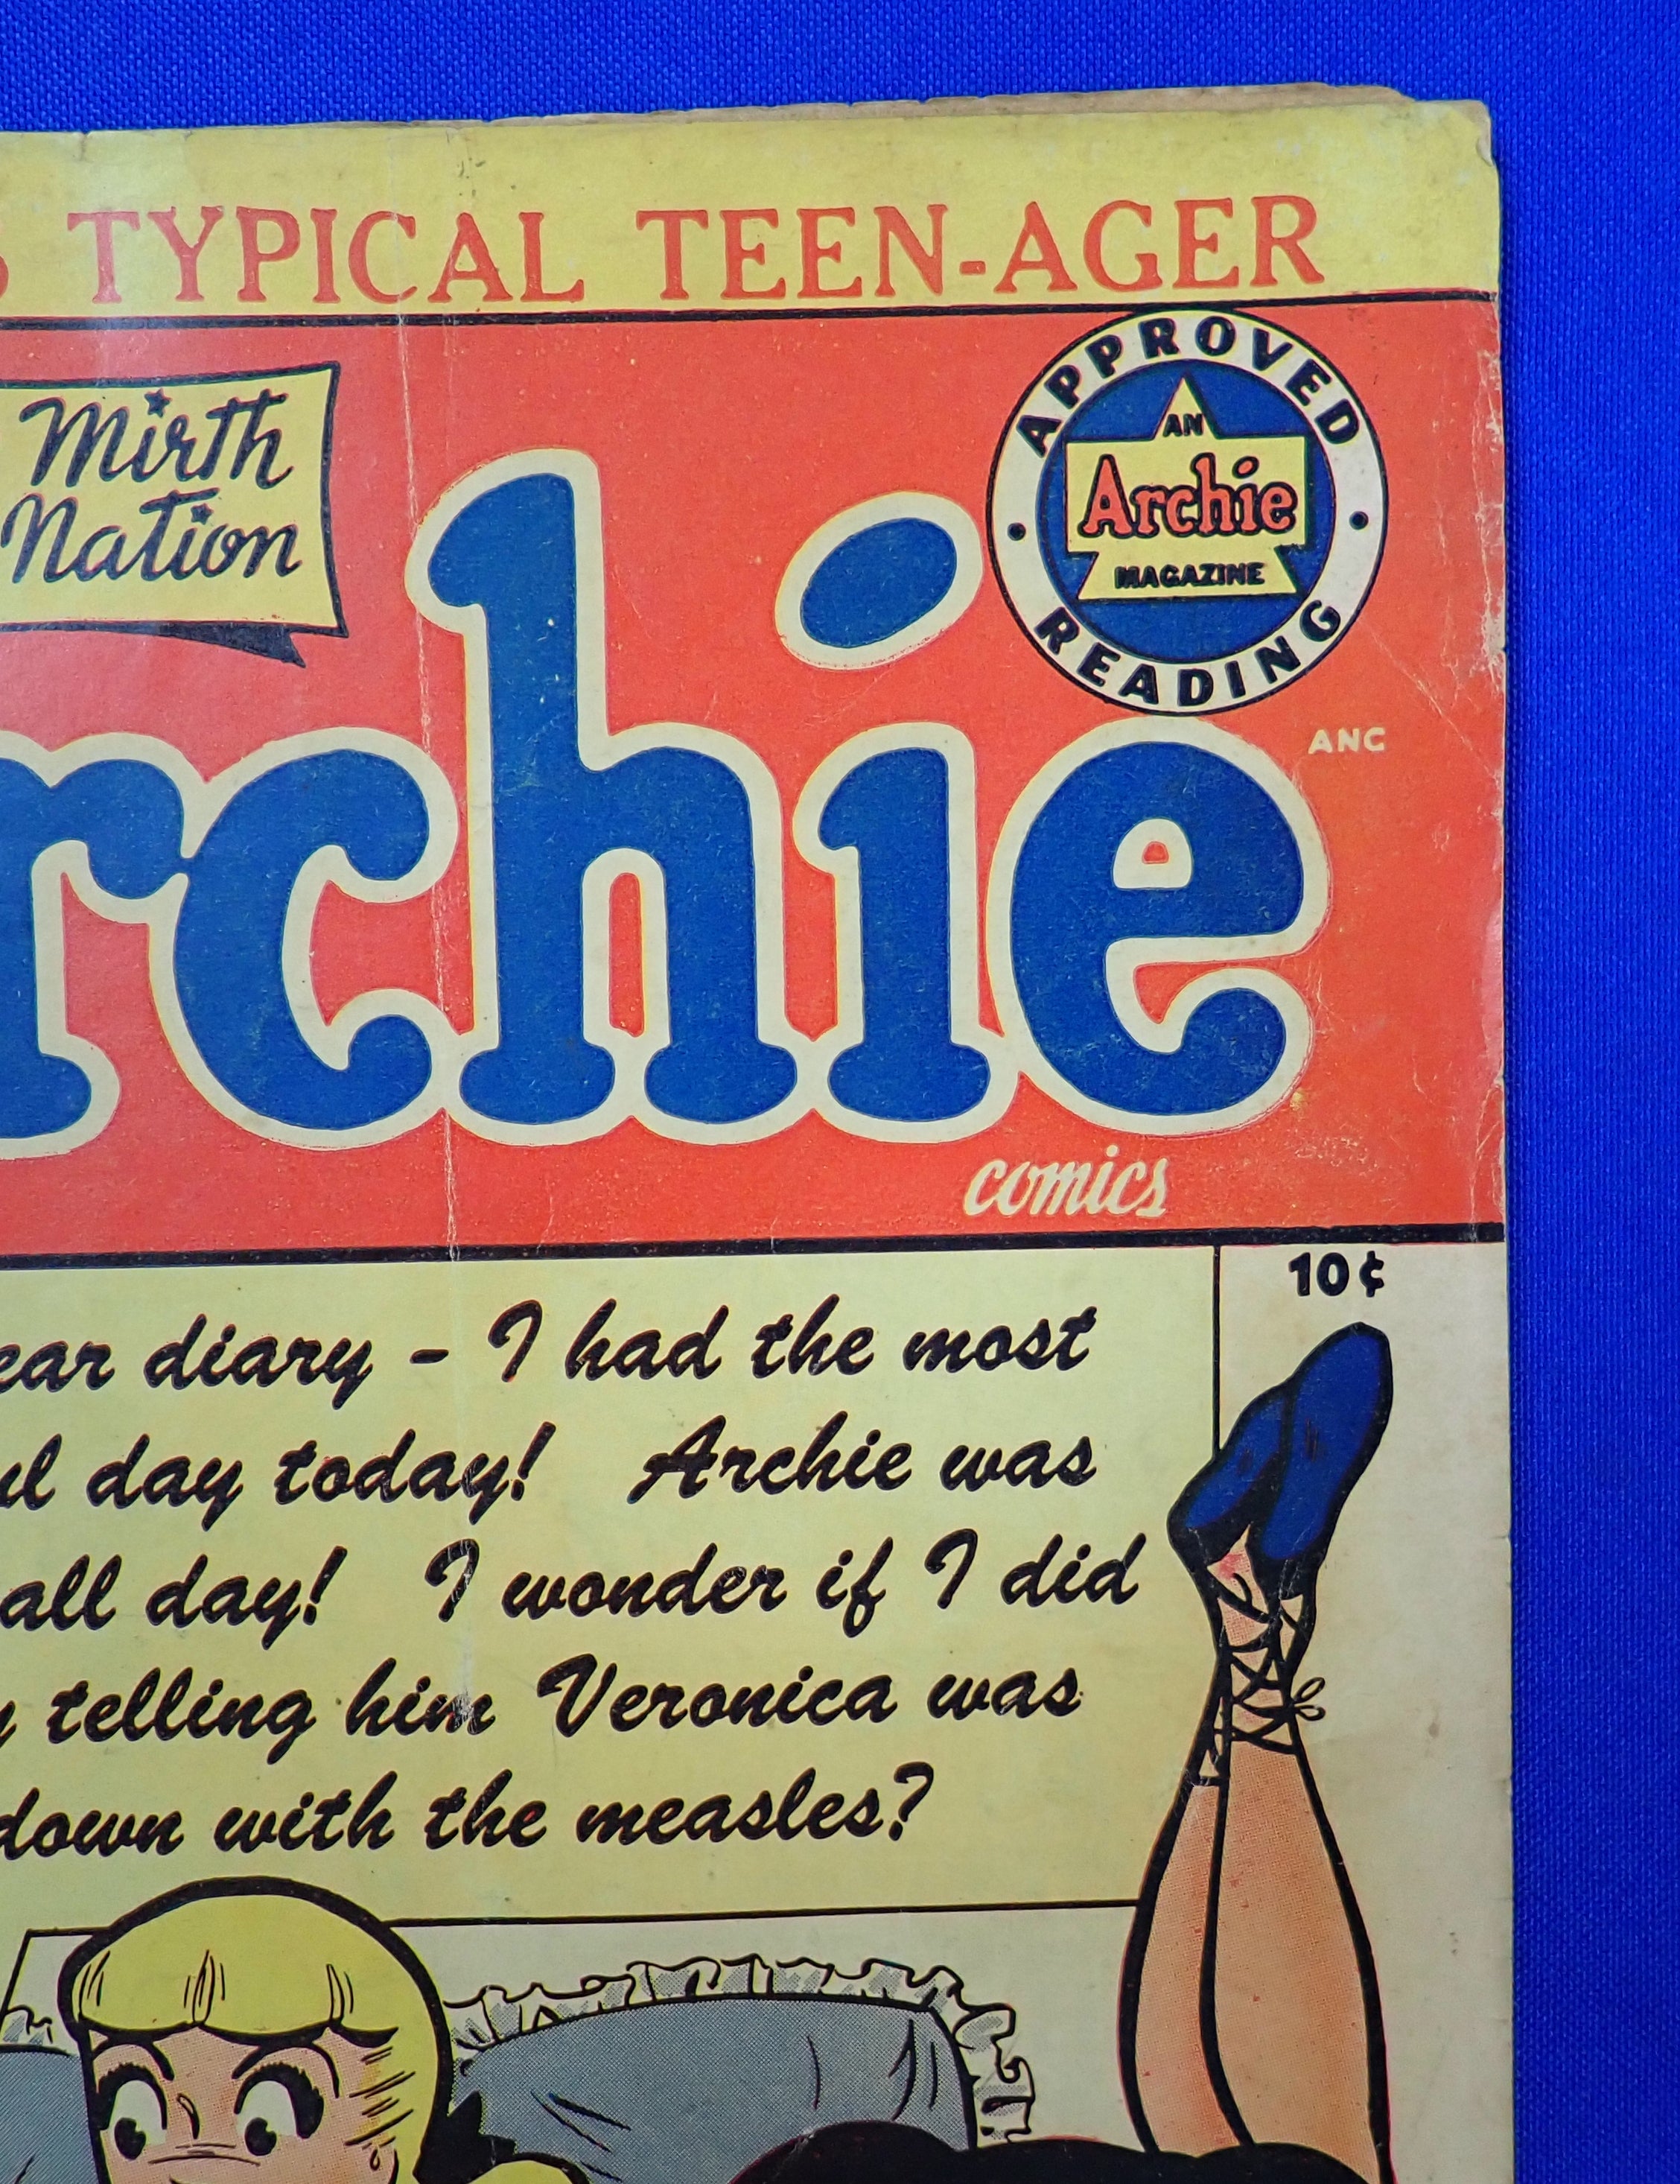 TYPICAL TEEN-AGER
Mirth
Nation
APPROVED
AN
Archie
MAGAZINE
READING
ANC
rchie
comics
10¢
ear diary - I had the most
ul day today! Archie was
all day! I wonder if I did
telling him Veronica was
down with the measles?